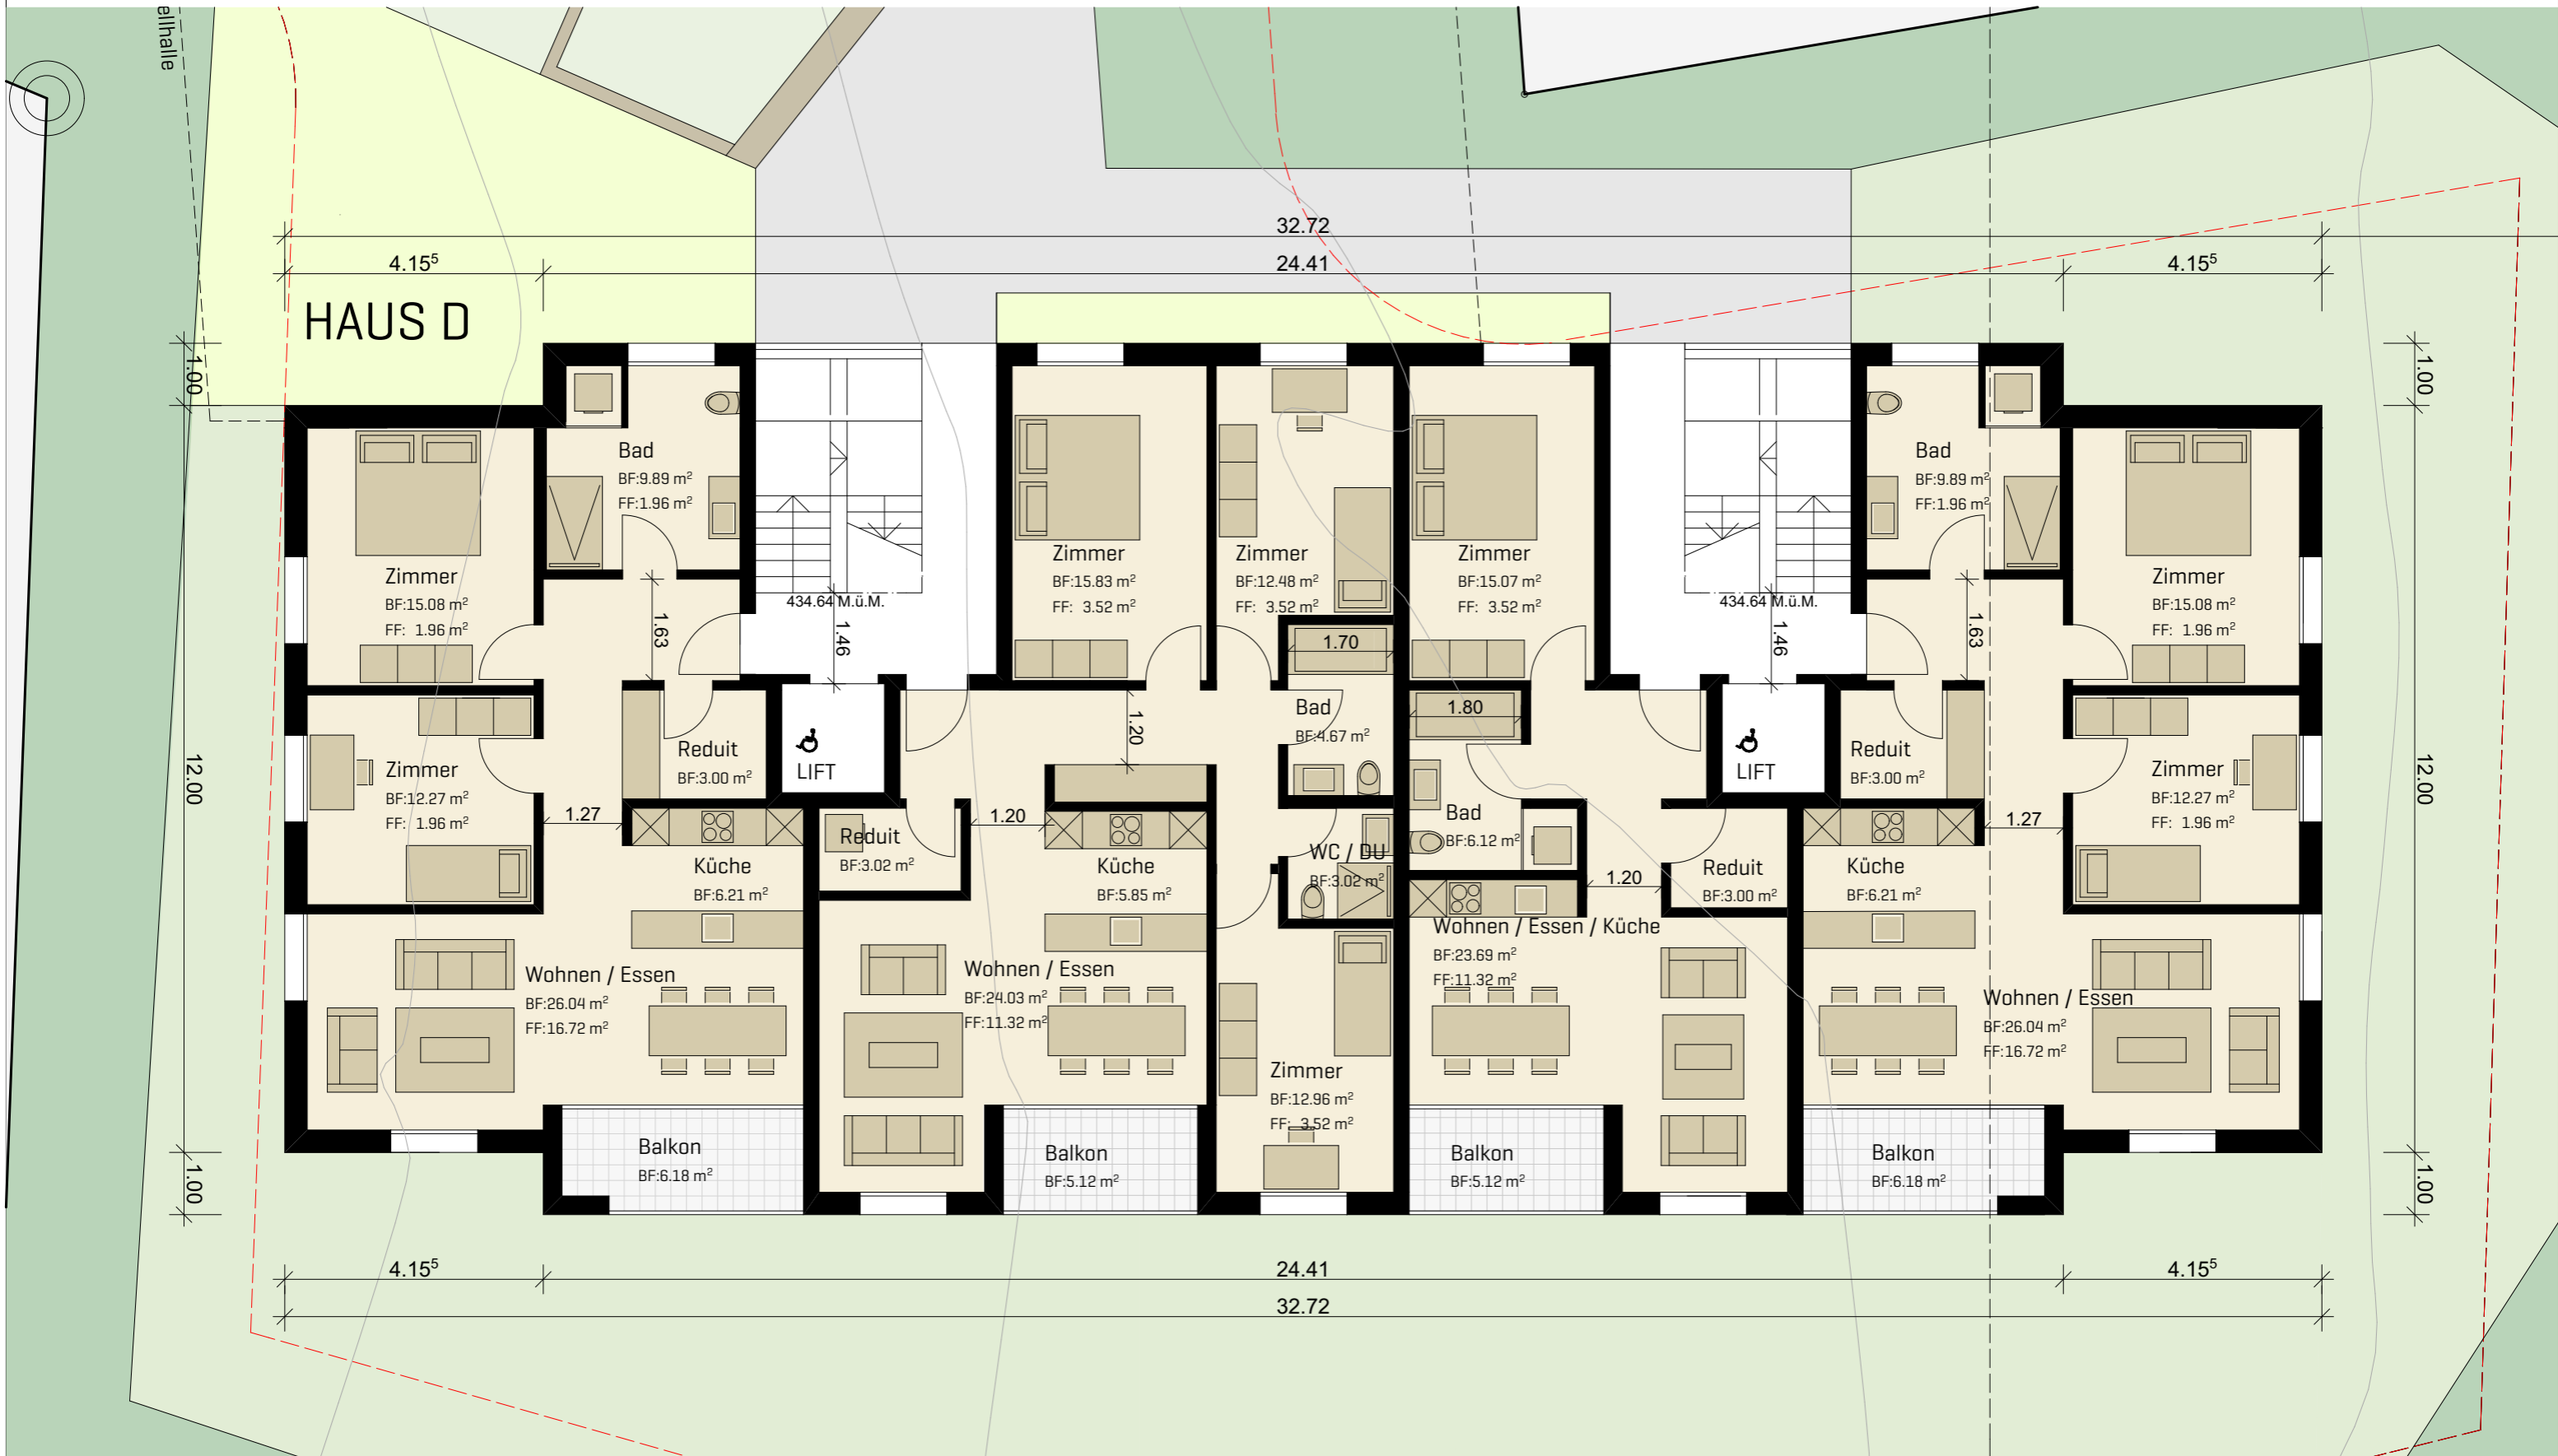 ellhalle
32.72
4.15⁵
24.41
4.15⁵
HAUS D
1.00
1.00
Bad
BF:9.89 m²
FF:1.96 m²
Bad
BF:9.89 m²
FF:1.96 m²
Zimmer
BF:15.08 m²
FF: 1.96 m²
Zimmer
BF:15.83 m²
FF: 3.52 m²
Zimmer
BF:12.48 m²
FF: 3.52 m²
Zimmer
BF:15.07 m²
FF: 3.52 m²
Zimmer
BF:15.08 m²
FF: 1.96 m²
434.64 M.ü.M.
434.64 M.ü.M.
1.63
1.46
1.70
1.46
1.63
12.00
Zimmer
BF:12.27 m²
FF: 1.96 m²
Reduit
BF:3.00 m²
LIFT
1.20
Bad
BF:4.67 m²
1.80
LIFT
Reduit
BF:3.00 m²
Zimmer
BF:12.27 m²
FF: 1.96 m²
12.00
1.27
Küche
BF:6.21 m²
Reduit
BF:3.02 m²
1.20
Küche
BF:5.85 m²
WC / DU
BF:3.02 m²
Bad
BF:6.12 m²
1.20
Reduit
BF:3.00 m²
Küche
BF:6.21 m²
1.27
Wohnen / Essen
BF:26.04 m²
FF:16.72 m²
Wohnen / Essen
BF:24.03 m²
FF:11.32 m²
Wohnen / Essen / Küche
BF:23.69 m²
FF:11.32 m²
Wohnen / Essen
BF:26.04 m²
FF:16.72 m²
Zimmer
BF:12.96 m²
FF: 3.52 m²
Balkon
BF:6.18 m²
Balkon
BF:5.12 m²
Balkon
BF:5.12 m²
Balkon
BF:6.18 m²
1.00
1.00
4.15⁵
24.41
4.15⁵
32.72